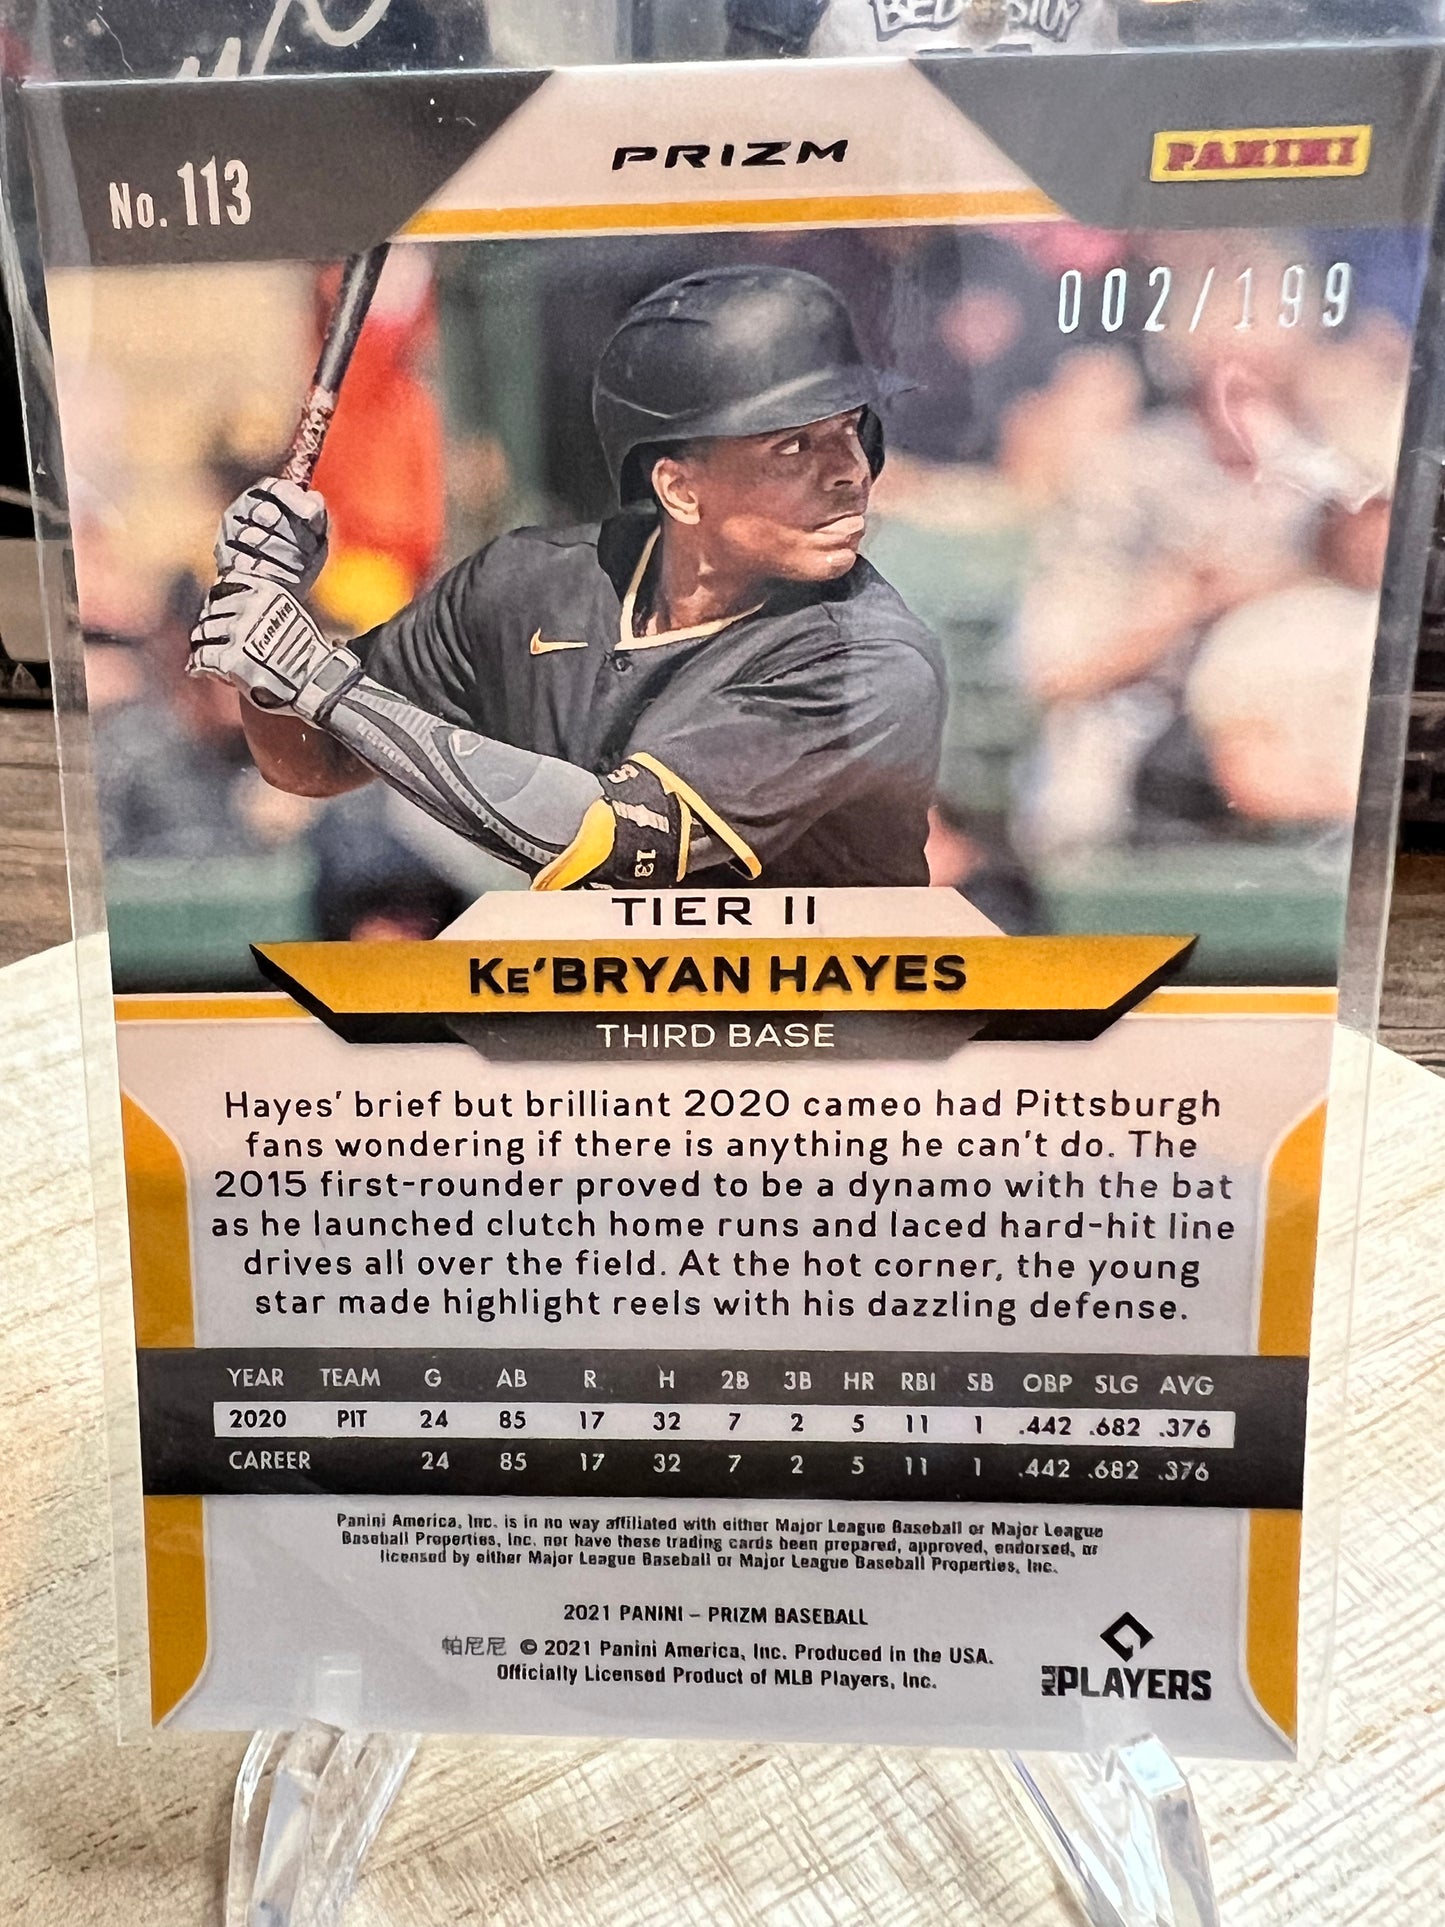 BED STUY
No. 113
PRIZM
PANINI
002/199
Franklin
13
TIER II
KE'BRYAN HAYES
THIRD BASE
Hayes' brief but brilliant 2020 cameo had Pittsburgh
fans wondering if there is anything he can't do. The
2015 first-rounder proved to be a dynamo with the bat
as he launched clutch home runs and laced hard-hit line
drives all over the field. At the hot corner, the young
star made highlight reels with his dazzling defense.
YEAR TEAM G AB R H 2B 3B HR RBI SB OBP SLG AVG
2020 PIT 24 85 17 32 7 2 5 11 1 .442 .682 .376
CAREER 24 85 17 32 7 2 5 11 1 .442 .682 .376
Panini America, Inc. is in no way affiliated with either Major League Baseball or Major League
Baseball Properties, Inc. nor have these trading cards been prepared, approved, endorsed, or
licensed by either Major League Baseball or Major League Baseball Properties, Inc.
2021 PANINI – PRIZM BASEBALL
帕尼尼 © 2021 Panini America, Inc. Produced in the USA.
Officially Licensed Product of MLB Players, Inc.
MLB PLAYERS